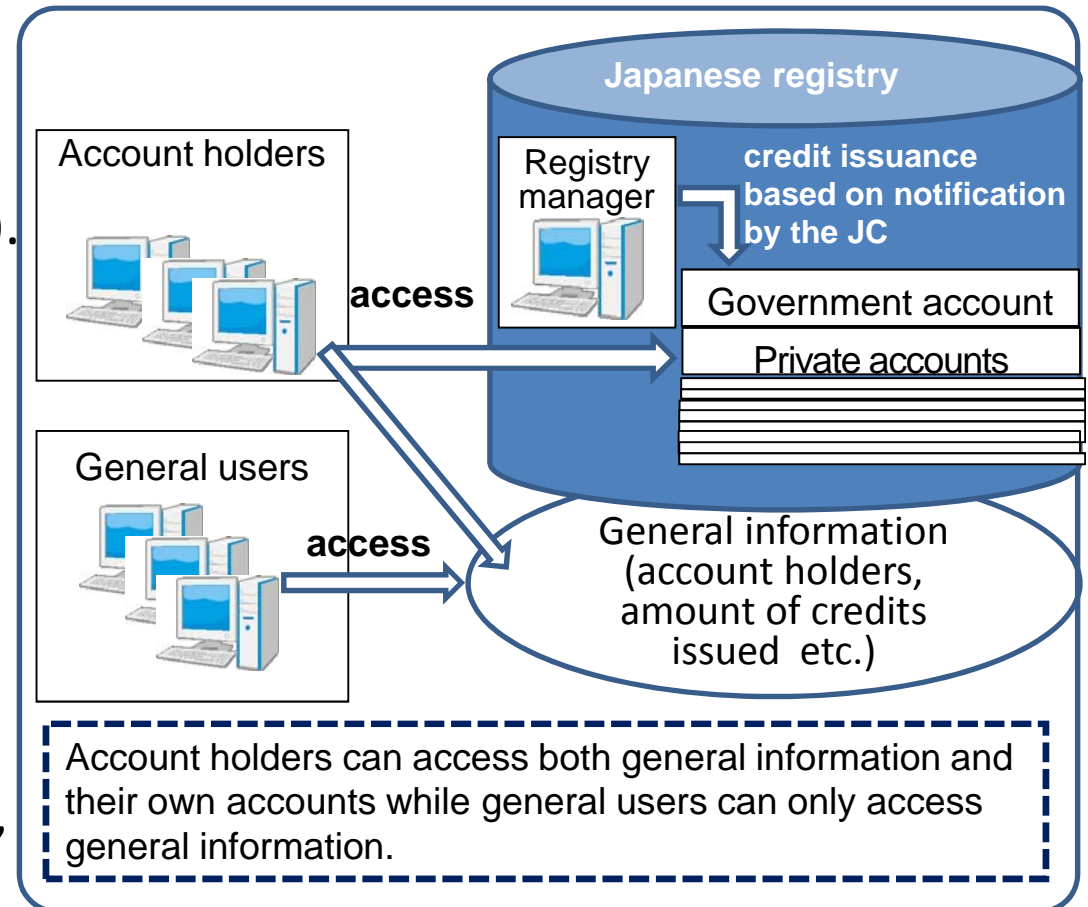 Japanese registry
Account holders
Registry
manager
credit issuance
based on notification
by the JC
).
access
Government account
Private accounts
General users
access
General information
(account holders,
amount of credits
issued etc.)
Account holders can access both general information and
their own accounts while general users can only access
general information.
,